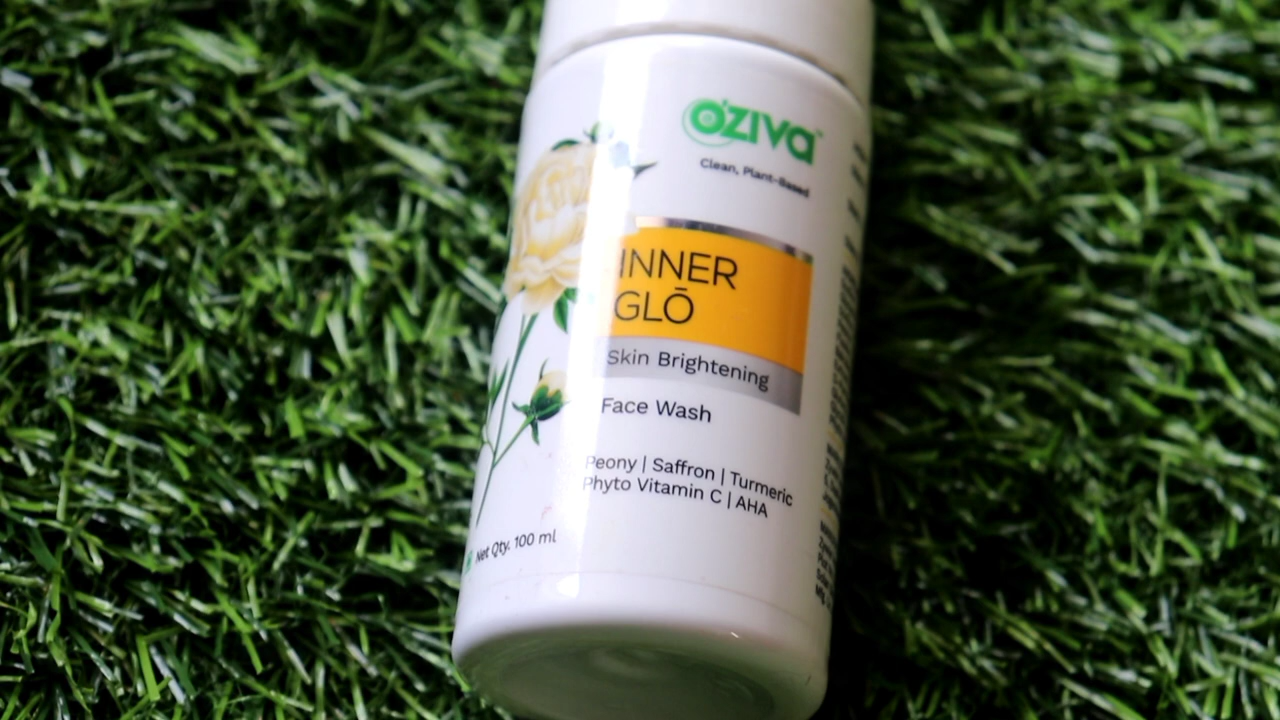 OZIVA™
Clean, Plant-Based
INNER
GLŌ
Skin Brightening
Face Wash
Peony | Saffron | Turmeric
Phyto Vitamin C | AHA
Net Qty. 100 ml